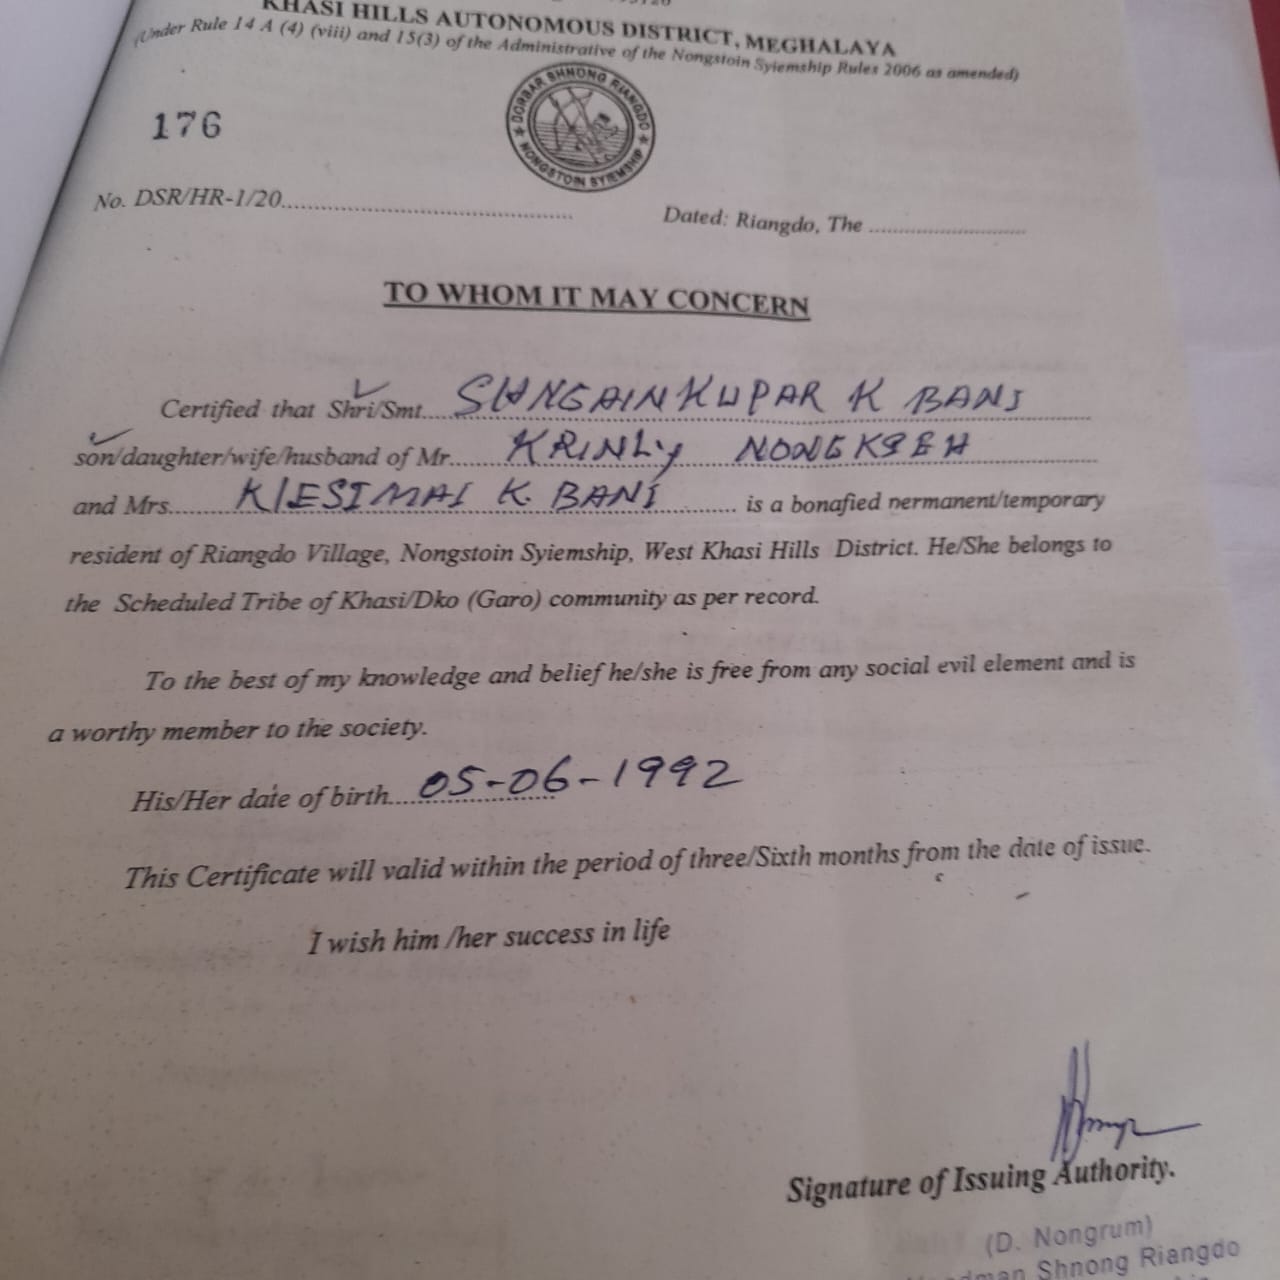 KHASI HILLS AUTONOMOUS DISTRICT, MEGHALAYA
(Under Rule 14 A (4) (viii) and 15(3) of the Administrative of the Nongstoin Syiemship Rules 2006 as amended)
176
DORBAR SHNONG RIANGDO
NONGSTOIN SYIEMSHIP
No. DSR/HR-1/20..............................
Dated: Riangdo, The ..............................
TO WHOM IT MAY CONCERN
Certified that Shri/Smt.... SHNGAINKUPAR K BANI
son/daughter/wife/husband of Mr...... KRINLY NONGKSEH
and Mrs......... KIESIMAI K. BANI ......... is a bonafied permanent/temporary
resident of Riangdo Village, Nongstoin Syiemship, West Khasi Hills District. He/She belongs to
the Scheduled Tribe of Khasi/Dko (Garo) community as per record.
To the best of my knowledge and belief he/she is free from any social evil element and is
a worthy member to the society.
His/Her date of birth.... 05-06-1992
This Certificate will valid within the period of three/Sixth months from the date of issue.
I wish him /her success in life
Signature of Issuing Authority.
(D. Nongrum)
Shnong Riangdo